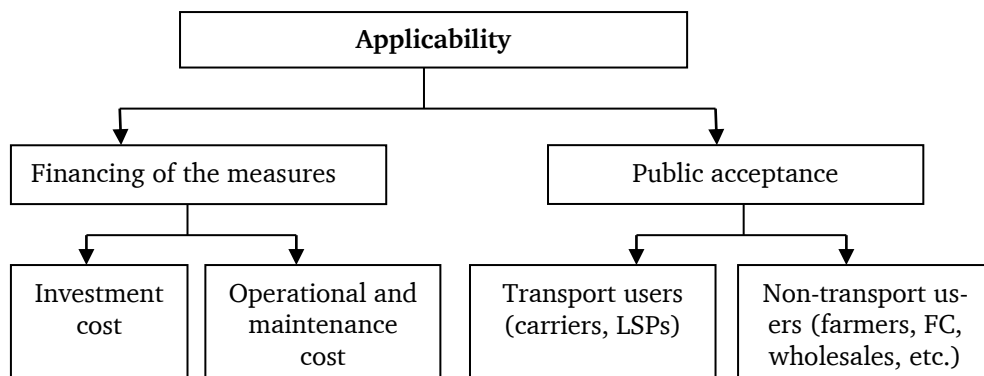 Applicability
Financing of the measures
Public acceptance
Investment
cost
Operational and
maintenance
cost
Transport users
(carriers, LSPs)
Non-transport us-
ers (farmers, FC,
wholesales, etc.)